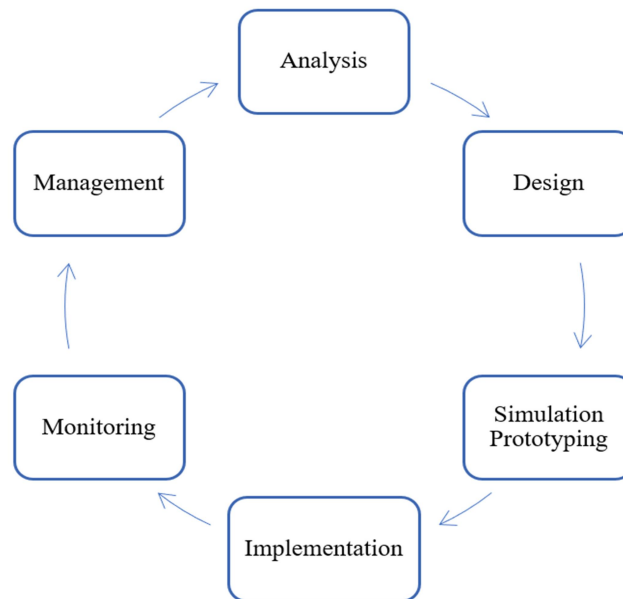 Analysis
Design
Simulation
Prototyping
Implementation
Monitoring
Management